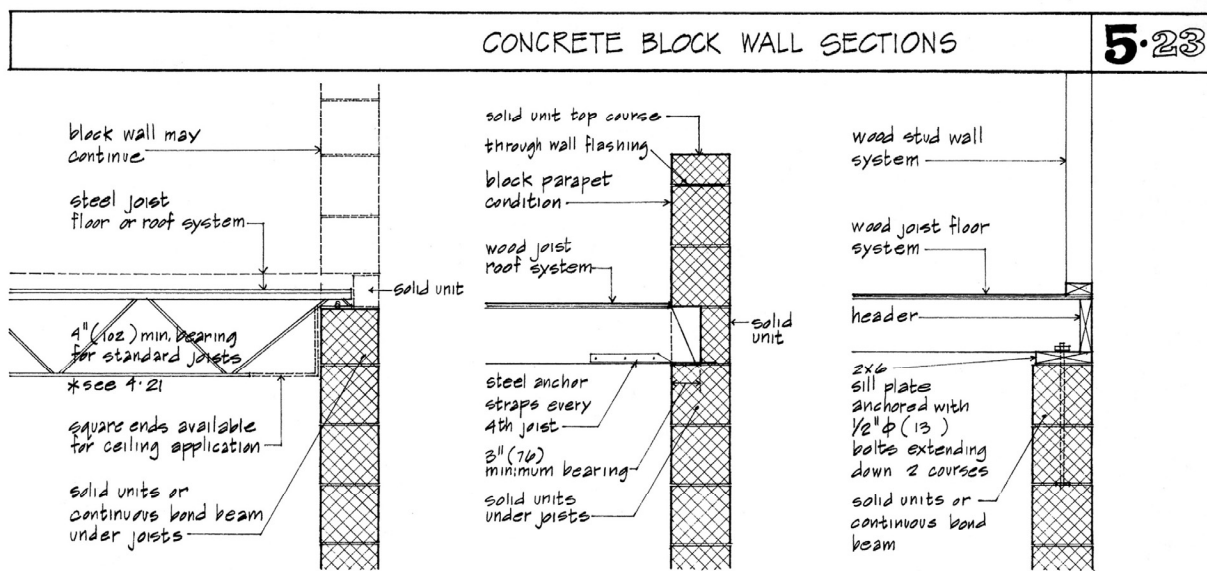 CONCRETE BLOCK WALL SECTIONS
5·23
block wall may
continue
steel joist
floor or roof system
solid unit
4"(102) min. bearing
for standard joists
*see 4·21
square ends available
for ceiling application
solid units or
continuous bond beam
under joists
solid unit top course
through wall flashing
block parapet
condition
wood joist
roof system
solid
unit
steel anchor
straps every
4th joist
3"(76)
minimum bearing
solid units
under joists
wood stud wall
system
wood joist floor
system
header
2x6
sill plate
anchored with
1/2"φ(13 )
bolts extending
down 2 courses
solid units or
continuous bond
beam